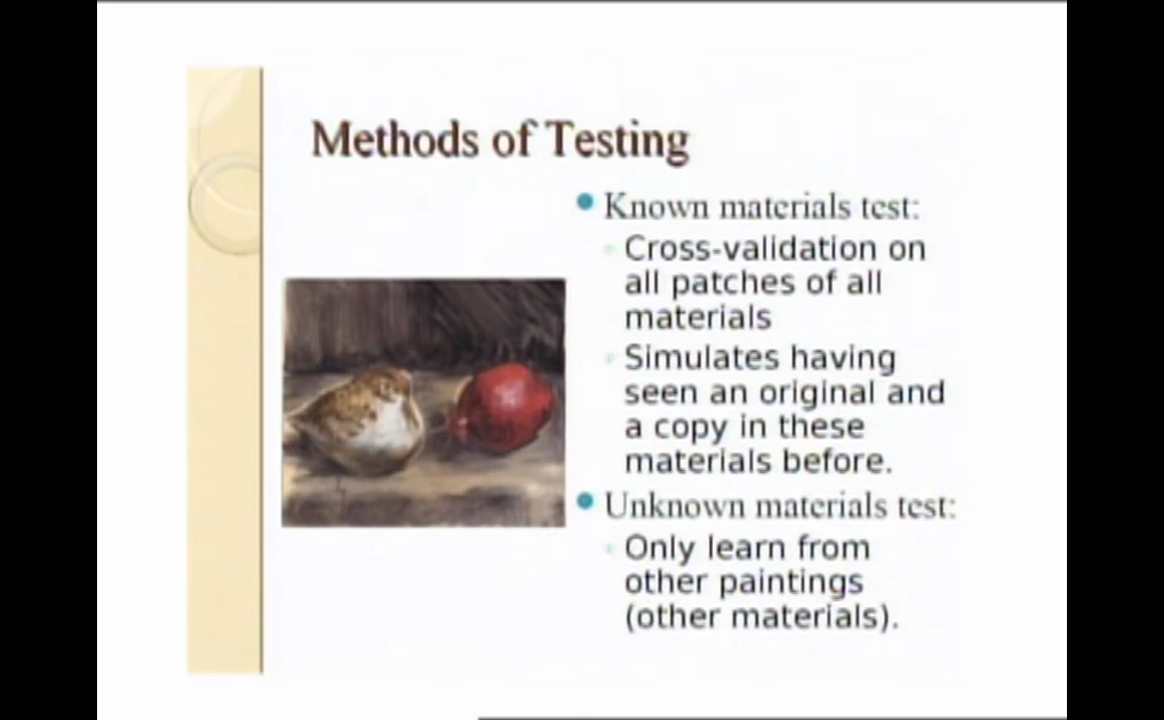 Methods of Testing
Known materials test:
Cross-validation on
all patches of all
materials
Simulates having
seen an original and
a copy in these
materials before.
Unknown materials test:
Only learn from
other paintings
(other materials).